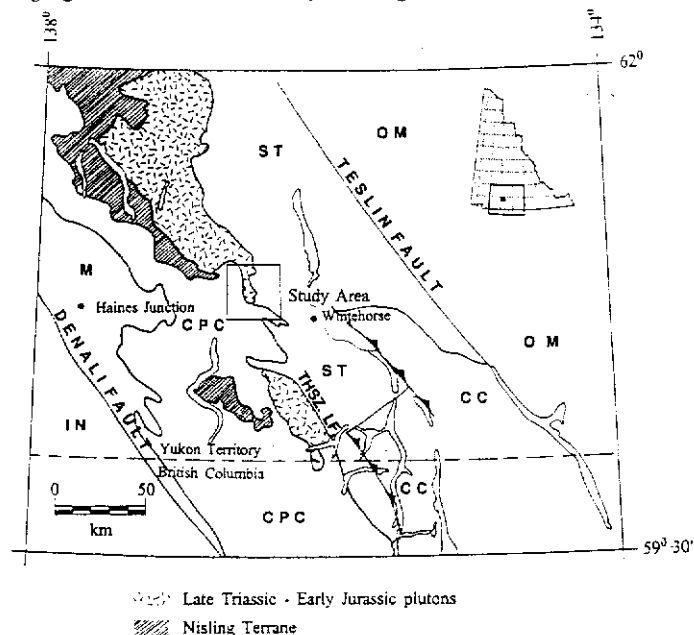 138° 134°
62°
OM
ST
TESLIN FAULT
M
Study Area
Haines Junction
Whitehorse
CPC
OM
DENALI FAULT
ST
CC
THSZ LF
IN
Yukon Territory
British Columbia
0 50
km
CC
CPC
59°30'
Late Triassic - Early Jurassic plutons
Nisling Terrane